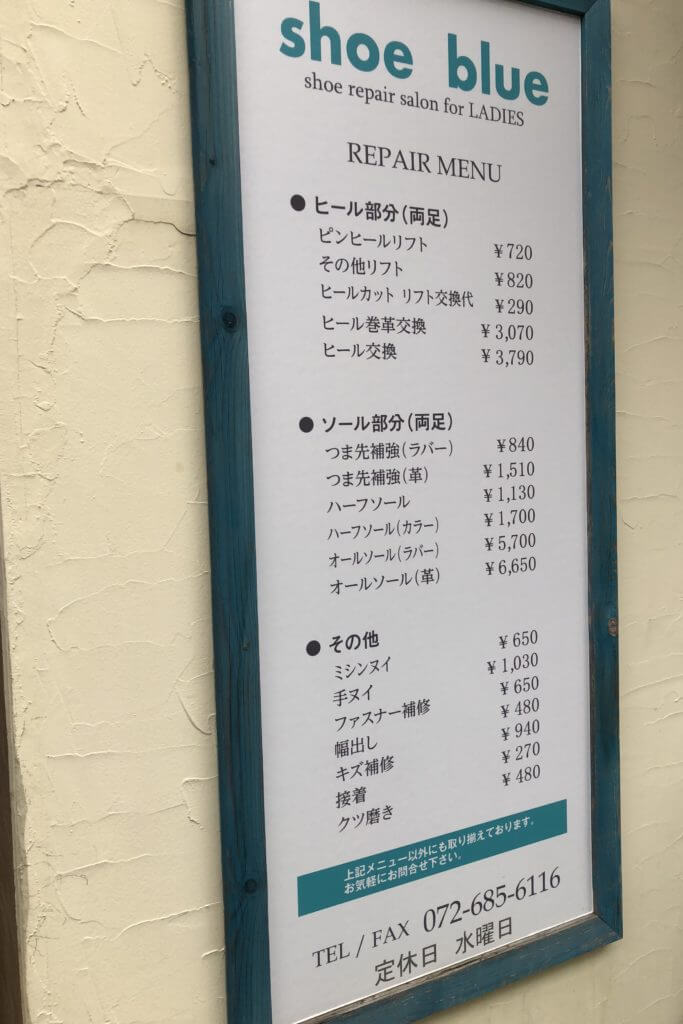 shoe blue
shoe repair salon for LADIES
REPAIR MENU
● ヒール部分（両足）
ピンヒールリフト ¥720
その他リフト ¥820
ヒールカット リフト交換代 ¥290
ヒール巻革交換 ¥3,070
ヒール交換 ¥3,790
● ソール部分（両足）
つま先補強（ラバー） ¥840
つま先補強（革） ¥1,510
ハーフソール ¥1,130
ハーフソール（カラー） ¥1,700
オールソール（ラバー） ¥5,700
オールソール（革） ¥6,650
● その他
ミシンヌイ ¥650
手ヌイ ¥1,030
ファスナー補修 ¥650
幅出し ¥480
キズ補修 ¥940
接着 ¥270
クツ磨き ¥480
上記メニュー以外にも取り揃えております。
お気軽にお問合せ下さい。
TEL / FAX 072-685-6116
定休日 水曜日